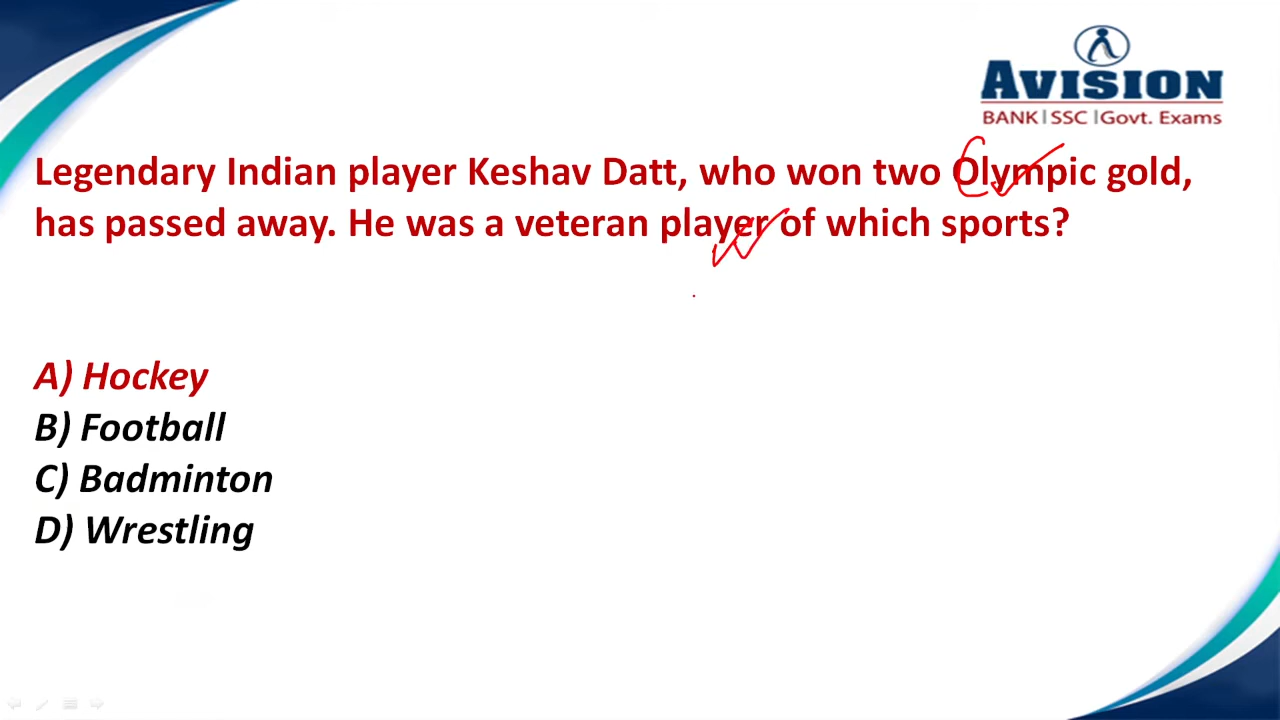 AVISION
BANK | SSC | Govt. Exams
Legendary Indian player Keshav Datt, who won two Olympic gold,
has passed away. He was a veteran player of which sports?
A) Hockey
B) Football
C) Badminton
D) Wrestling